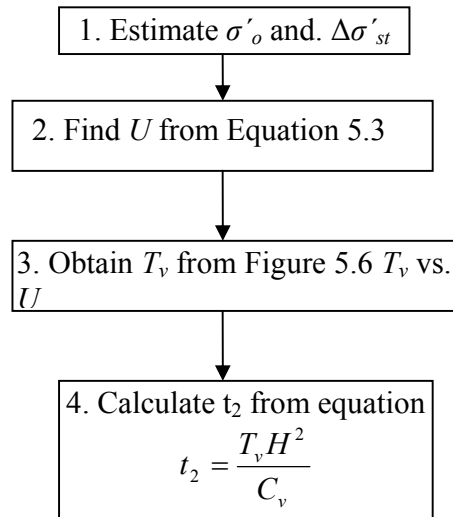 1. Estimate σ′o and. Δσ′st
2. Find U from Equation 5.3
3. Obtain Tv from Figure 5.6 Tv vs.
U
4. Calculate t2 from equation
t2 = TvH² / Cv